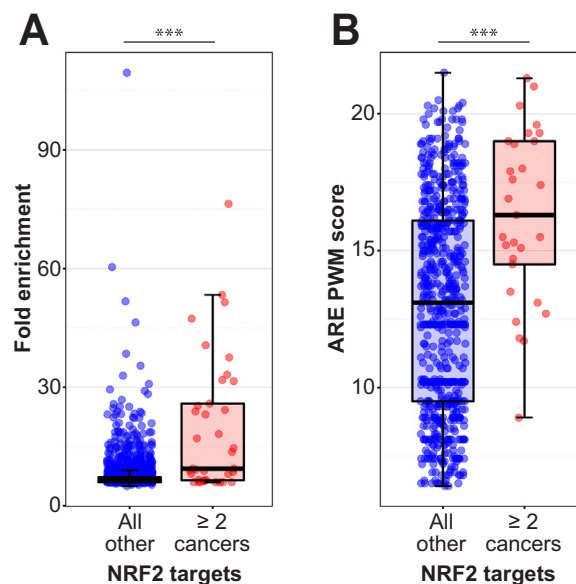 A
***
Fold enrichment
90
60
30
0
All
other
≥ 2
cancers
NRF2 targets
B
***
ARE PWM score
20
15
10
All
other
≥ 2
cancers
NRF2 targets